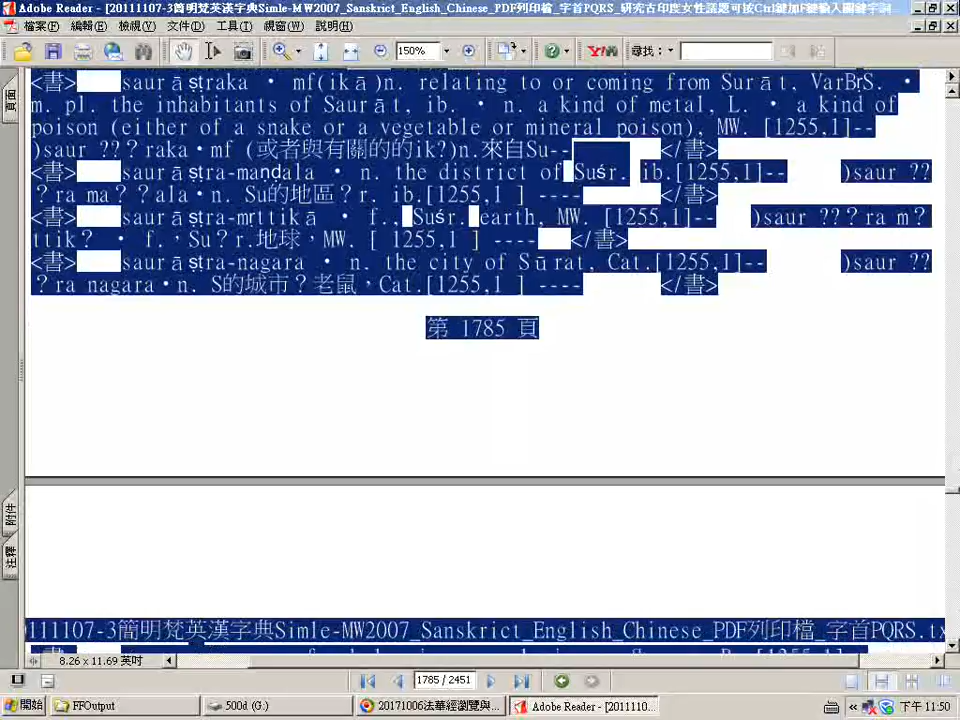 Adobe Reader - [20111107-3簡明梵英漢字典Simle-MW2007_Sanskrict_English_Chinese_PDF列印檔_字首PQRS_研究古印度女性議題可按Ctrl鍵加F鍵輸入關鍵字詞
檔案(F) 編輯(E) 檢視(V) 文件(D) 工具(T) 視窗(W) 說明(H)
150% Y! 尋找：
頁面
<書> saurāṣṭraka • mf(ikā)n. relating to or coming from Surāt, VarBṛS. •
m. pl. the inhabitants of Saurāt, ib. • n. a kind of metal, L. • a kind of
poison (either of a snake or a vegetable or mineral poison), MW. [1255,1]--
)saur ??？raka•mf (或者與有關的的ik?)n.來自Su-- </書>
<書> saurāṣṭra-maṇḍala • n. the district of Suśr. ib.[1255,1]-- )saur ??
？ra ma？？ala•n. Su的地區？r. ib.[1255,1 ] ---- </書>
<書> saurāṣṭra-mṛttikā • f., Suśr. earth, MW. [1255,1]-- )saur ??？ra m？
ttik？ • f.，Su？r.地球，MW. [ 1255,1 ] ---- </書>
<書> saurāṣṭra-nagara • n. the city of Sūrat, Cat.[1255,1]-- )saur ??
？ra nagara•n. S的城市？老鼠，Cat.[1255,1 ] ---- </書>
第 1785 頁
附件
注釋
111107-3簡明梵英漢字典Simle-MW2007_Sanskrict_English_Chinese_PDF列印檔_字首PQRS.tx
8.26 x 11.69 英吋
1785 / 2451
開始 FFOutput 500d (G:) 20171006法華經瀏覽與... Adobe Reader - [201110... « 下午 11:50